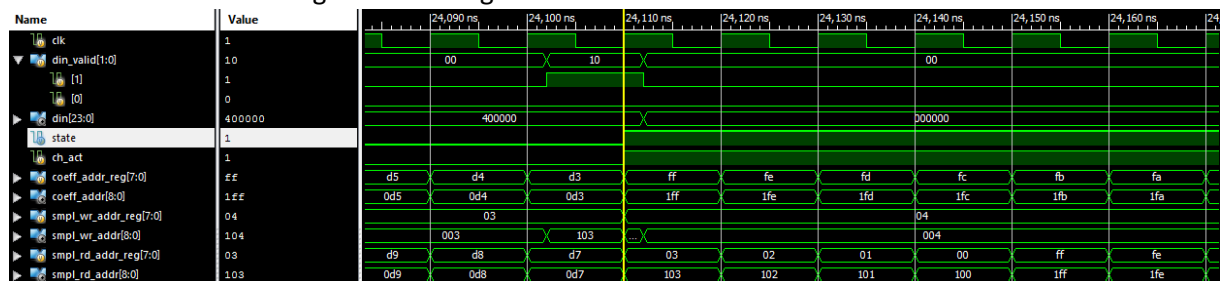 Name Value 24,090 ns 24,100 ns 24,110 ns 24,120 ns 24,130 ns 24,140 ns 24,150 ns 24,160 ns 24
clk 1
din_valid[1:0] 10 00 10 00
[1] 1
[0] 0
din[23:0] 400000 400000 000000
state 1
ch_act 1
coeff_addr_reg[7:0] ff d5 d4 d3 ff fe fd fc fb fa
coeff_addr[8:0] 1ff 0d5 0d4 0d3 1ff 1fe 1fd 1fc 1fb 1fa
smpl_wr_addr_reg[7:0] 04 03 04
smpl_wr_addr[8:0] 104 003 103 ... 004
smpl_rd_addr_reg[7:0] 03 d9 d8 d7 03 02 01 00 ff fe
smpl_rd_addr[8:0] 103 0d9 0d8 0d7 103 102 101 100 1ff 1fe